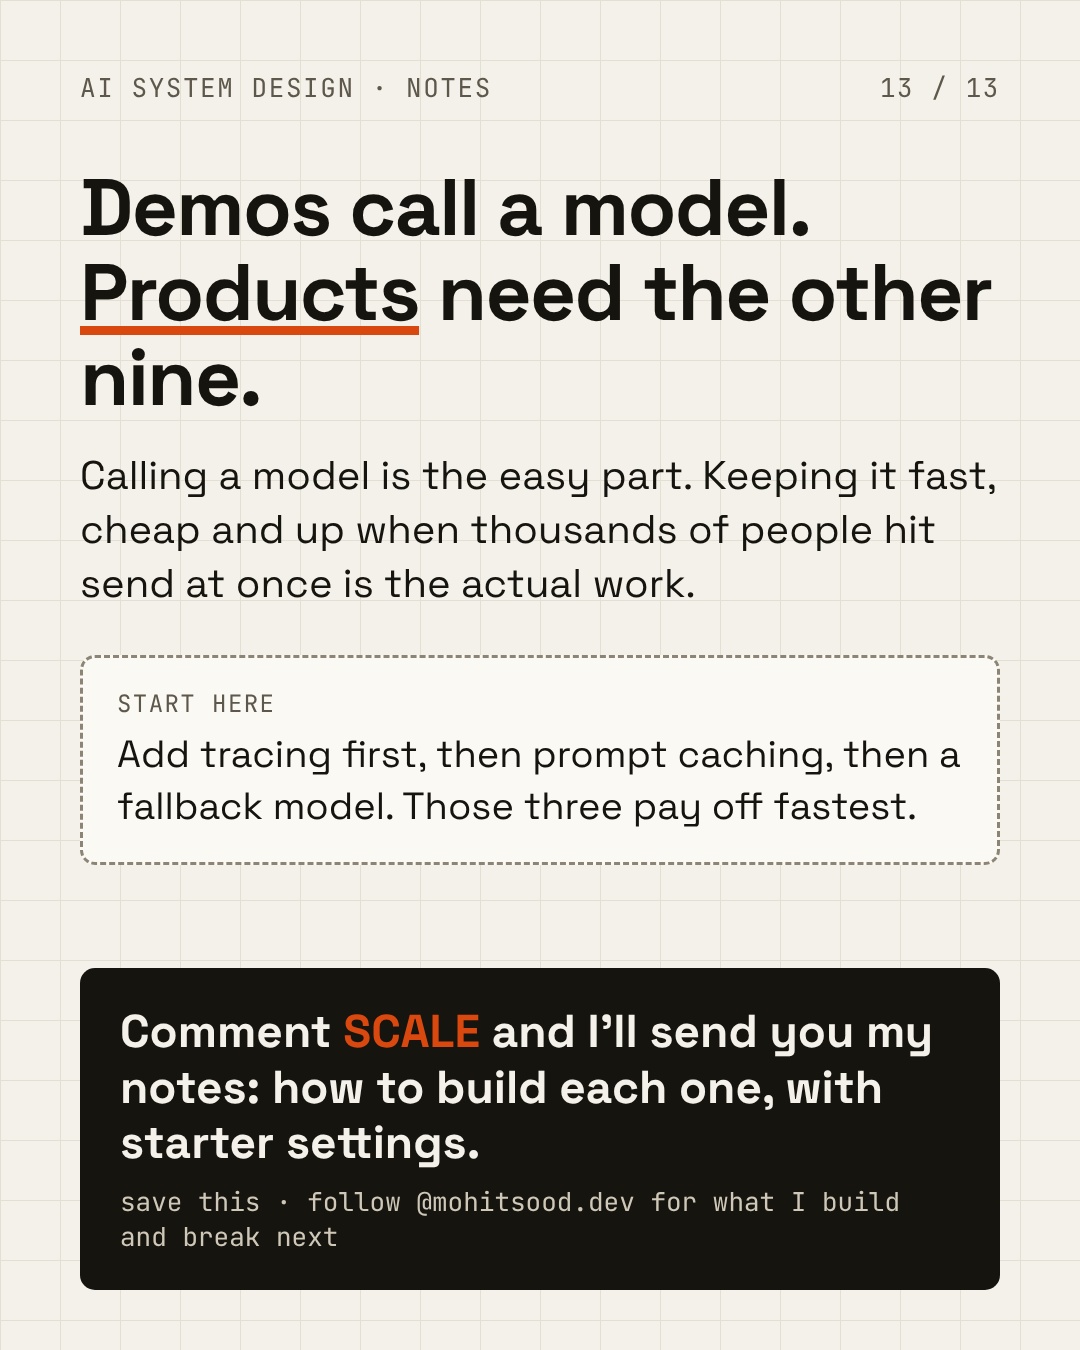 AI SYSTEM DESIGN · NOTES
13 / 13
Demos call a model.
Products need the other
nine.
Calling a model is the easy part. Keeping it fast,
cheap and up when thousands of people hit
send at once is the actual work.
START HERE
Add tracing first, then prompt caching, then a
fallback model. Those three pay off fastest.
Comment SCALE and I’ll send you my
notes: how to build each one, with
starter settings.
save this · follow @mohitsood.dev for what I build
and break next